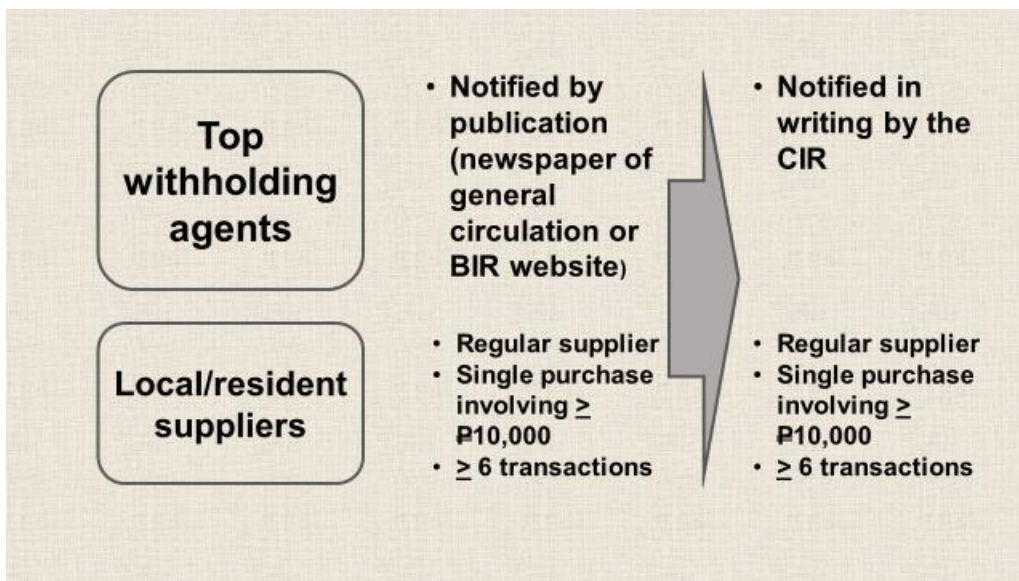 Top
withholding
agents
• Notified by
publication
(newspaper of
general
circulation or
BIR website)
• Notified in
writing by the
CIR
Local/resident
suppliers
• Regular supplier
• Single purchase
involving ≥
₱10,000
• ≥ 6 transactions
• Regular supplier
• Single purchase
involving ≥
₱10,000
• ≥ 6 transactions